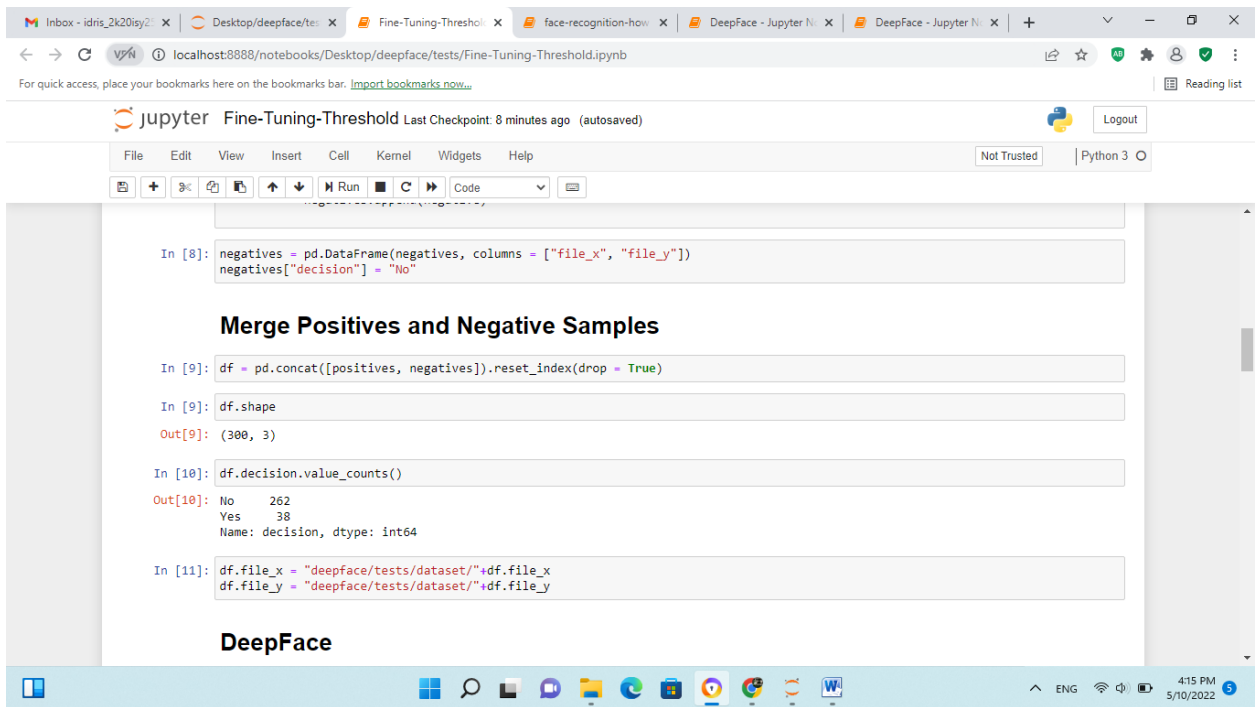 Inbox - idris_2k20isy2
Desktop/deepface/tes
Fine-Tuning-Threshol
face-recognition-how
DeepFace - Jupyter N
DeepFace - Jupyter N
VPN
localhost:8888/notebooks/Desktop/deepface/tests/Fine-Tuning-Threshold.ipynb
For quick access, place your bookmarks here on the bookmarks bar. Import bookmarks now...
Reading list
jupyter Fine-Tuning-Threshold Last Checkpoint: 8 minutes ago (autosaved)
Logout
File Edit View Insert Cell Kernel Widgets Help
Not Trusted
Python 3
Run
Code
In [8]: negatives = pd.DataFrame(negatives, columns = ["file_x", "file_y"])
negatives["decision"] = "No"
Merge Positives and Negative Samples
In [9]: df = pd.concat([positives, negatives]).reset_index(drop = True)
In [9]: df.shape
Out[9]: (300, 3)
In [10]: df.decision.value_counts()
Out[10]: No 262
Yes 38
Name: decision, dtype: int64
In [11]: df.file_x = "deepface/tests/dataset/"+df.file_x
df.file_y = "deepface/tests/dataset/"+df.file_y
DeepFace
ENG
4:15 PM
5/10/2022
5